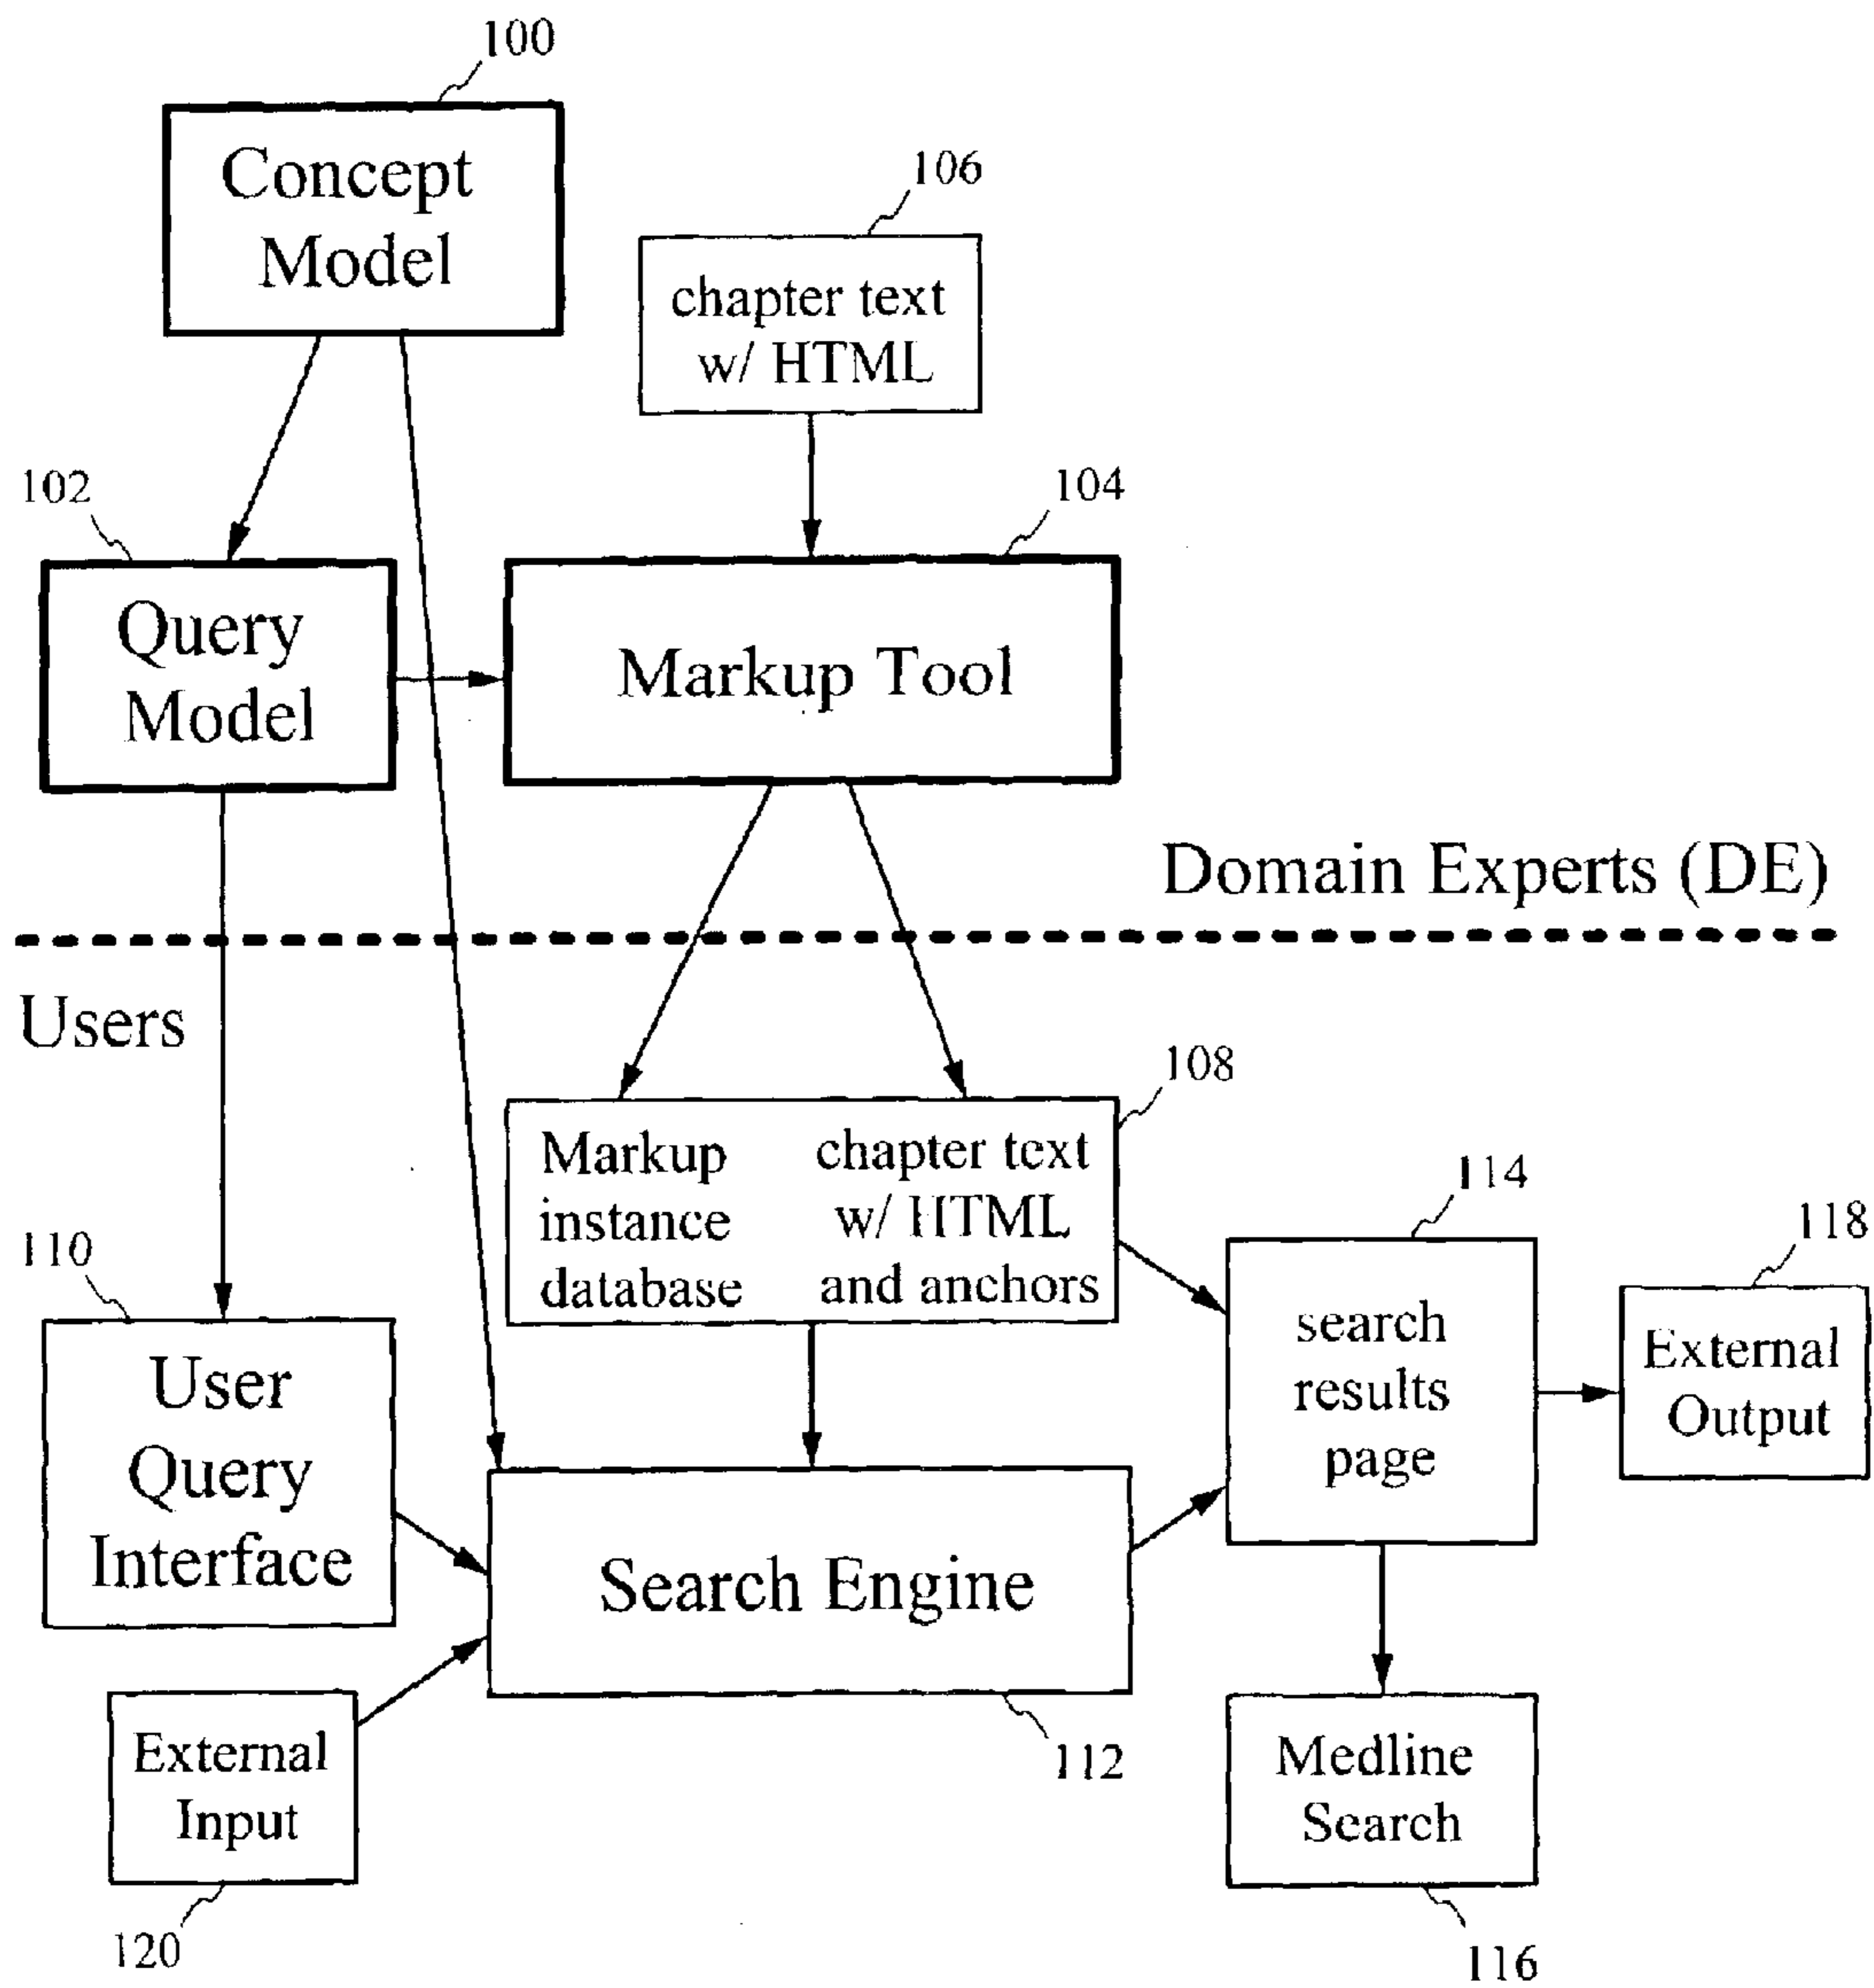 100
Concept
Model
106
chapter text
w/ HTML
102
Query
Model
104
Markup Tool
Domain Experts (DE)
Users
108
Markup
instance
database
chapter text
w/ HTML
and anchors
114
search
results
page
118
External
Output
110
User
Query
Interface
Search Engine
112
External
Input
120
Medline
Search
116